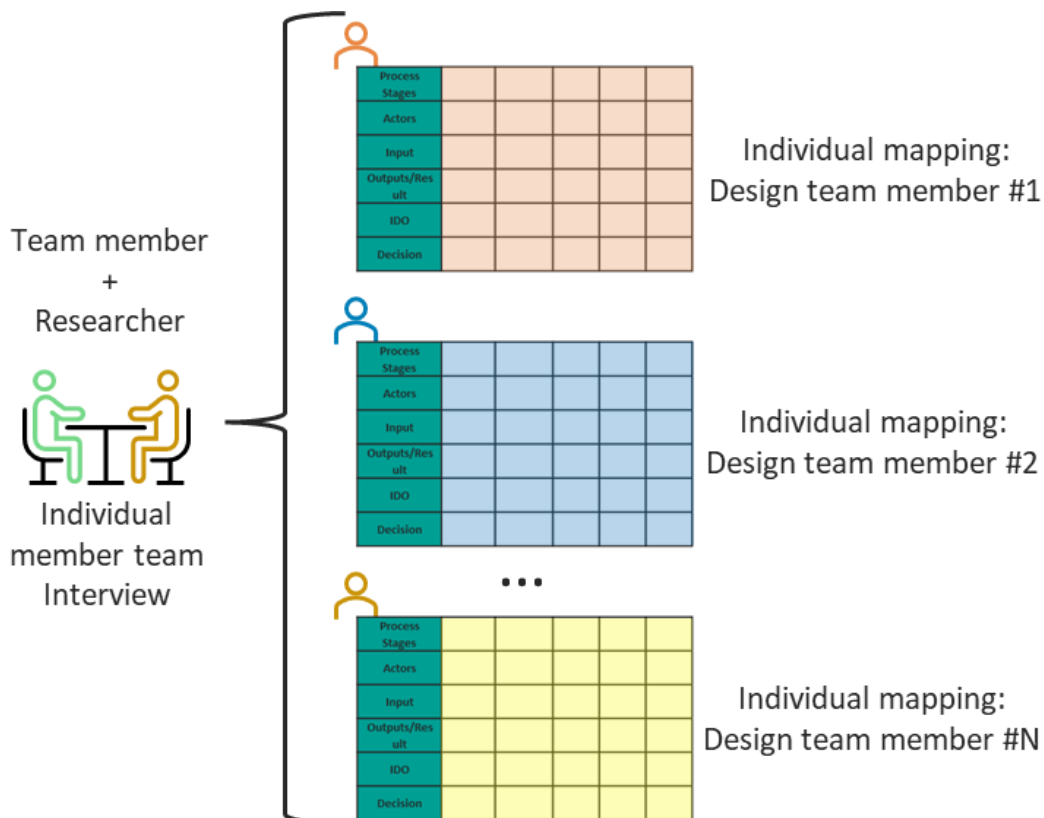 Team member
+
Researcher
Individual
member team
Interview
Process
Stages
Actors
Input
Outputs/Res
ult
IDO
Decision
Individual mapping:
Design team member #1
Process
Stages
Actors
Input
Outputs/Res
ult
IDO
Decision
Individual mapping:
Design team member #2
...
Process
Stages
Actors
Input
Outputs/Res
ult
IDO
Decision
Individual mapping:
Design team member #N